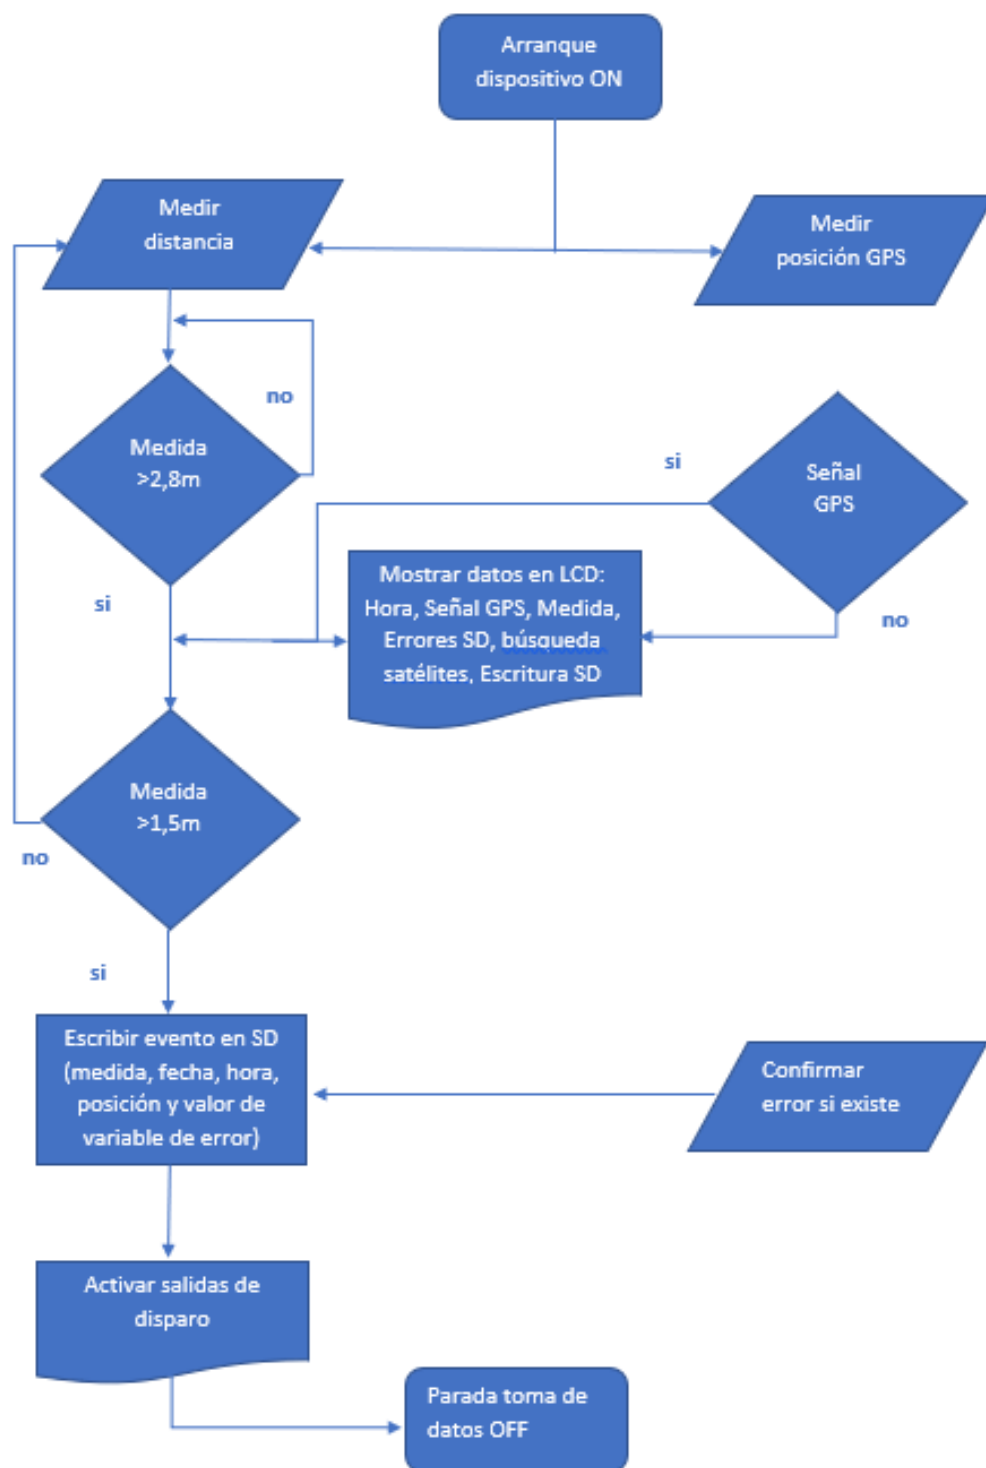 Arranque
dispositivo ON
Medir
distancia
Medir
posición GPS
no
Medida
>2,8m
si
Señal
GPS
si
no
Mostrar datos en LCD:
Hora, Señal GPS, Medida,
Errores SD, búsqueda
satélites, Escritura SD
Medida
>1,5m
no
si
Escribir evento en SD
(medida, fecha, hora,
posición y valor de
variable de error)
Confirmar
error si existe
Activar salidas de
disparo
Parada toma de
datos OFF